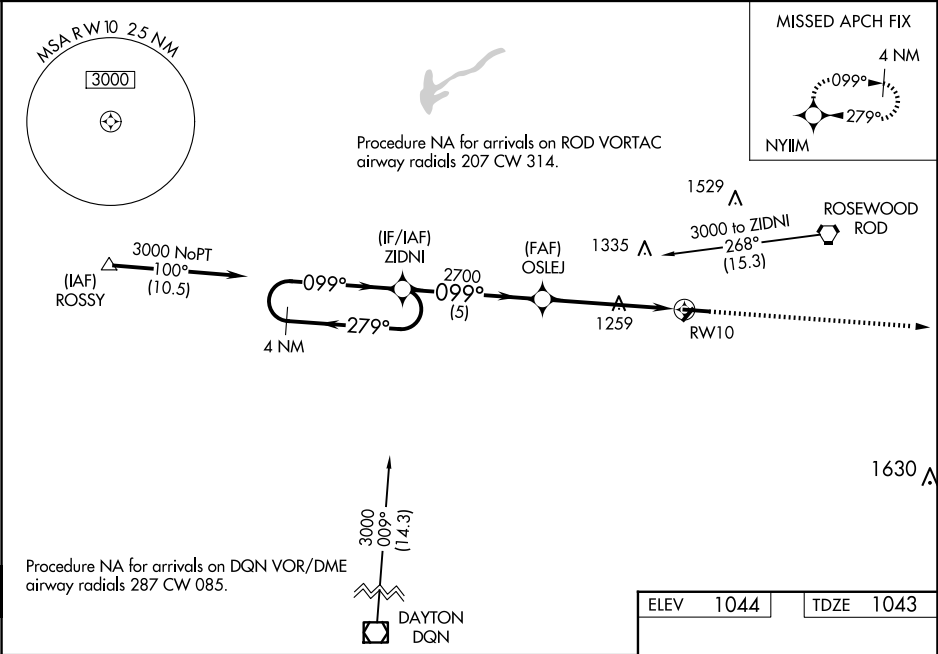 MSA RW 10 25 NM
3000
MISSED APCH FIX
4 NM
099°
279°
NYIIM
Procedure NA for arrivals on ROD VORTAC
airway radials 207 CW 314.
1529
ROSEWOOD
ROD
3000 to ZIDNI
268°
(15.3)
1335
(IF/IAF)
ZIDNI
(FAF)
OSLEJ
3000 NoPT
100°
(10.5)
(IAF)
ROSSY
099°
2700
099°
(5)
279°
4 NM
1259
RW10
1630
3000
009°
(14.3)
Procedure NA for arrivals on DQN VOR/DME
airway radials 287 CW 085.
DAYTON
DQN
ELEV 1044
TDZE 1043